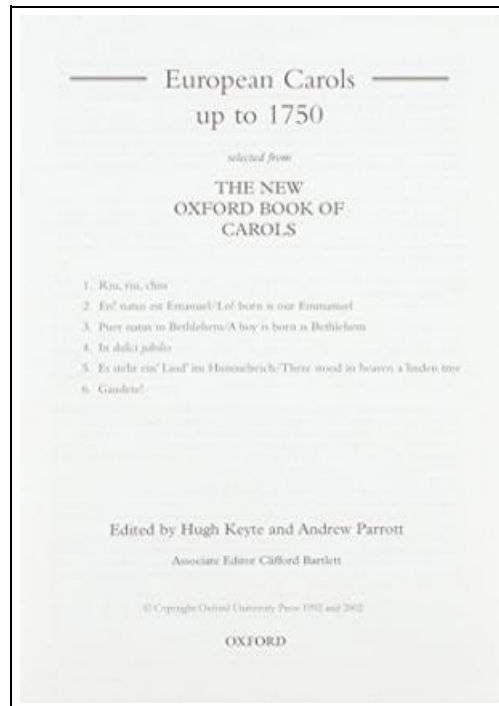 European Carols
up to 1750
selected from
THE NEW
OXFORD BOOK OF
CAROLS
1. Riu, riu, chiu
2. En! natus est Emanuel/Lo! born is our Emmanuel
3. Puer natus in Bethlehem/A boy is born in Bethlehem
4. In dulci jubilo
5. Es steht ein' Lind' im Himmelreich/There stood in heaven a linden tree
6. Gaudete!
Edited by Hugh Keyte and Andrew Parrott
Associate Editor Clifford Bartlett
© Copyright Oxford University Press 1992 and 2002
OXFORD